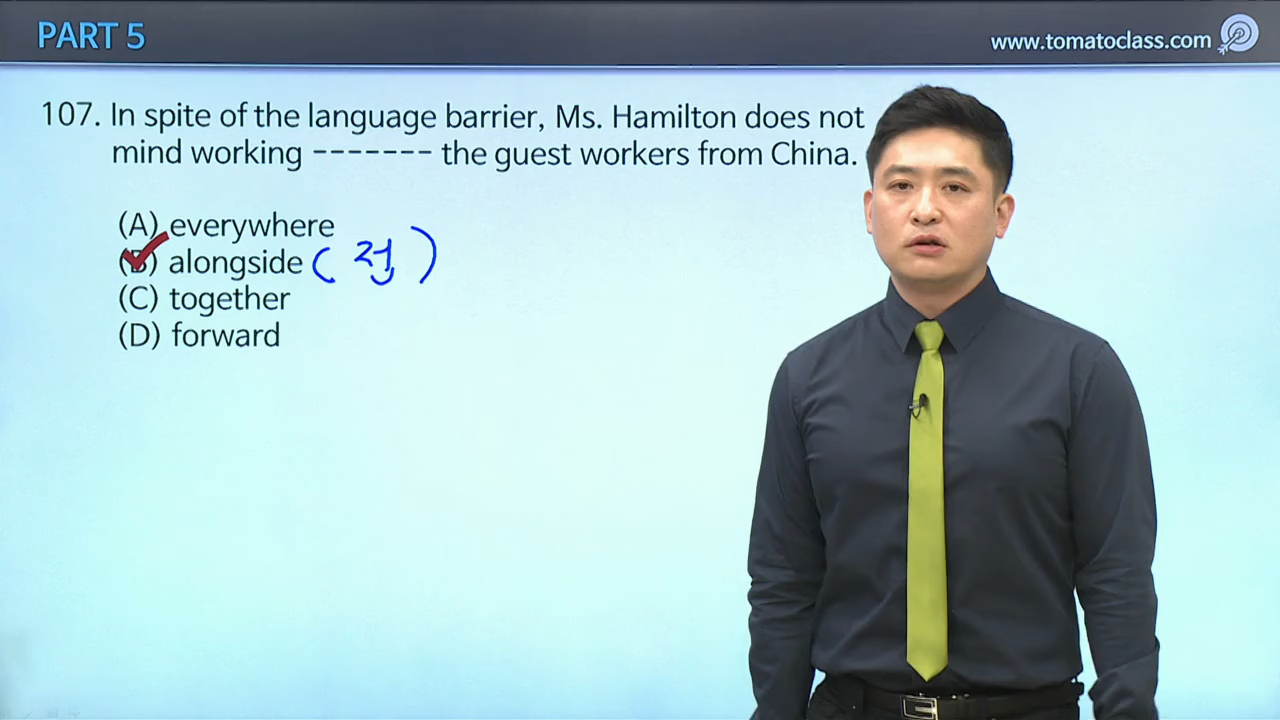 PART 5
www.tomatoclass.com
107. In spite of the language barrier, Ms. Hamilton does not
mind working ------- the guest workers from China.
(A) everywhere
(B) alongside ( 전 )
(C) together
(D) forward